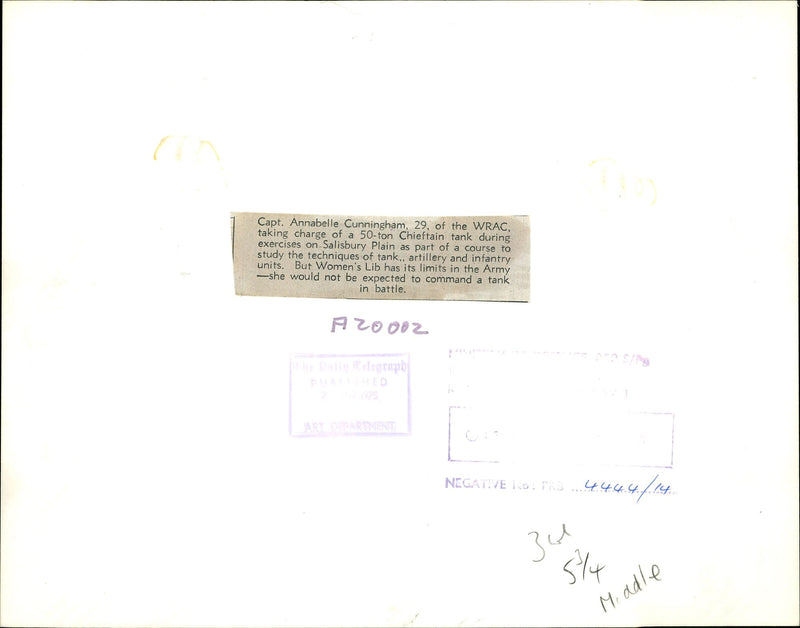 Capt. Annabelle Cunningham, 29, of the WRAC,
taking charge of a 50-ton Chieftain tank during
exercises on Salisbury Plain as part of a course to
study the techniques of tank,, artillery and infantry
units. But Women's Lib has its limits in the Army
—she would not be expected to command a tank
in battle.
A20002
The Daily Telegraph
PUBLISHED
ART DEPARTMENT
NEGATIVE No: 4444/14
5 3/4
Middle